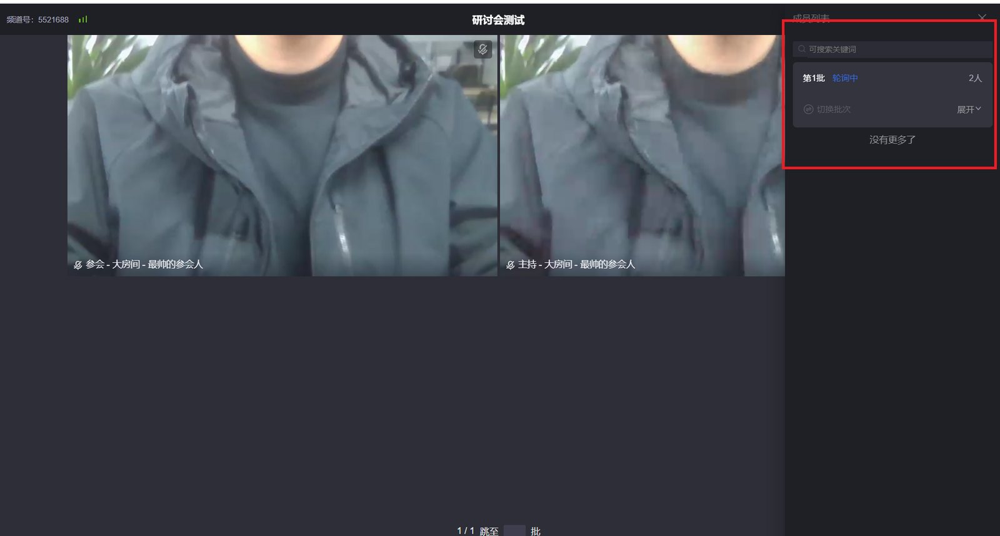 频道号：5521688
研讨会测试
成员列表
可搜索关键词
第1批 轮词中 2人
切换批次 展开
没有更多了
参会 - 大房间 - 最帅的参会人
主持 - 大房间 - 最帅的参会人
1 / 1 跳至 批